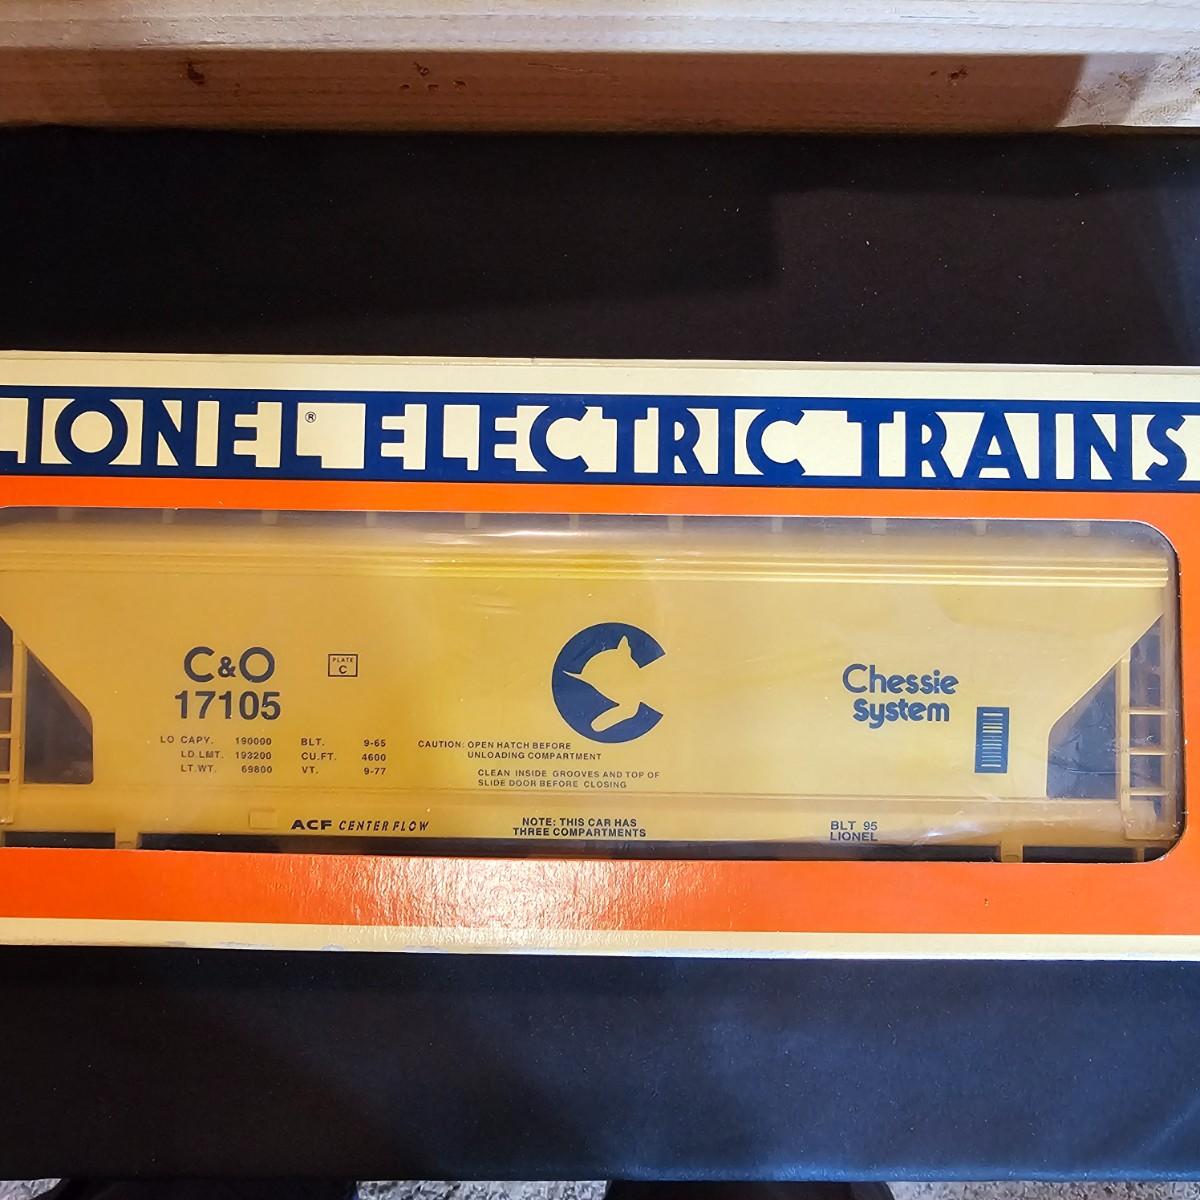 LIONEL® ELECTRIC TRAINS
C&O
17105
PLATE
C
Chessie
System
LO CAPY. 190000 BLT. 9-65
LD.LMT. 193200 CU.FT. 4600
LT.WT. 69800 VT. 9-77
CAUTION: OPEN HATCH BEFORE
UNLOADING COMPARTMENT
CLEAN INSIDE GROOVES AND TOP OF
SLIDE DOOR BEFORE CLOSING
ACF CENTER FLOW
NOTE: THIS CAR HAS
THREE COMPARTMENTS
BLT 95
LIONEL